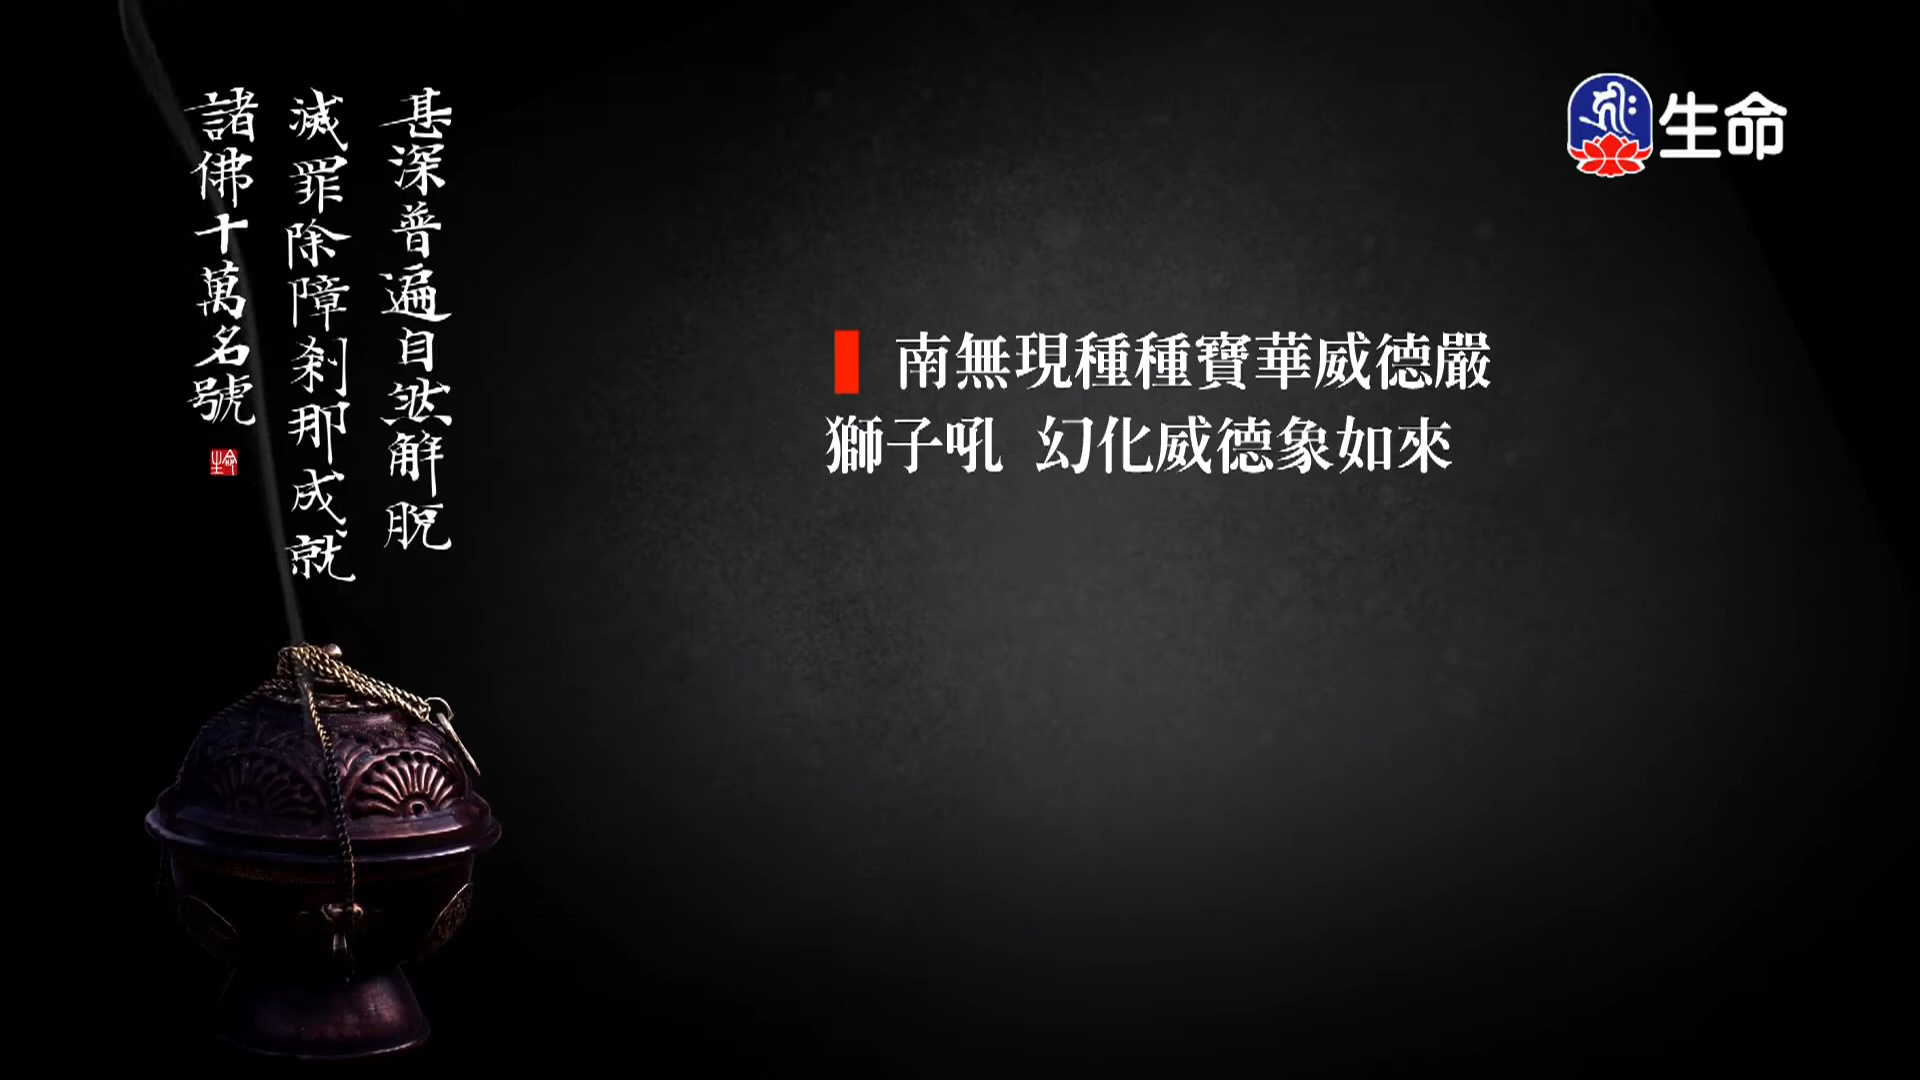 甚深普遍自然解脫
滅罪除障剎那成就
諸佛十萬名號
生命
南無現種種寶華威德嚴
獅子吼 幻化威德象如來
生命